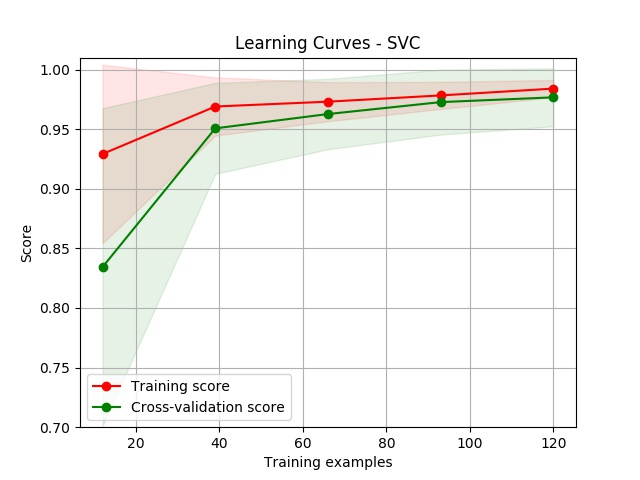 Learning Curves - SVC
1.00
0.95
0.90
0.85
0.80
0.75
0.70
Score
Training score
Cross-validation score
20
40
60
80
100
120
Training examples